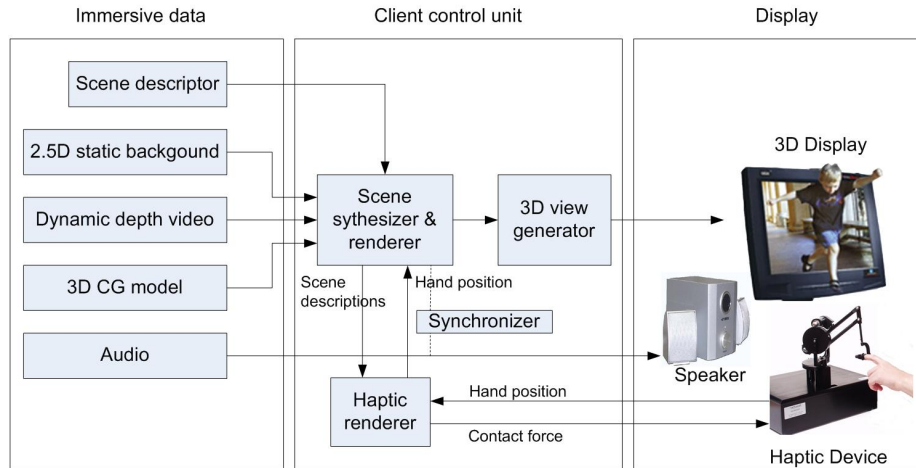 Immersive data
Client control unit
Display
Scene descriptor
2.5D static backgound
Dynamic depth video
3D CG model
Audio
Scene
sythesizer &
renderer
3D view
generator
Scene
descriptions
Hand position
Synchronizer
Haptic
renderer
Hand position
Contact force
3D Display
Speaker
Haptic Device